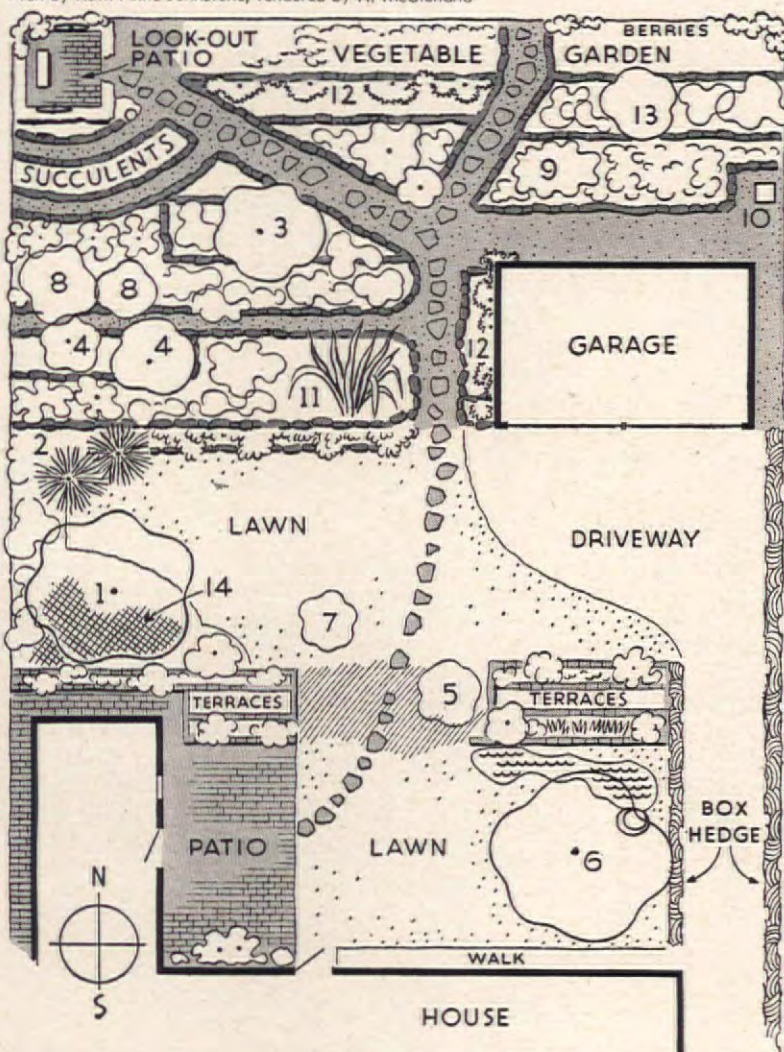 LOOK-OUT
PATIO
VEGETABLE
GARDEN
BERRIES
12
13
SUCCULENTS
9
10
3
8
8
4
4
11
12
GARAGE
2
LAWN
DRIVEWAY
1
14
7
5
TERRACES
TERRACES
PATIO
LAWN
6
BOX
HEDGE
N
S
WALK
HOUSE